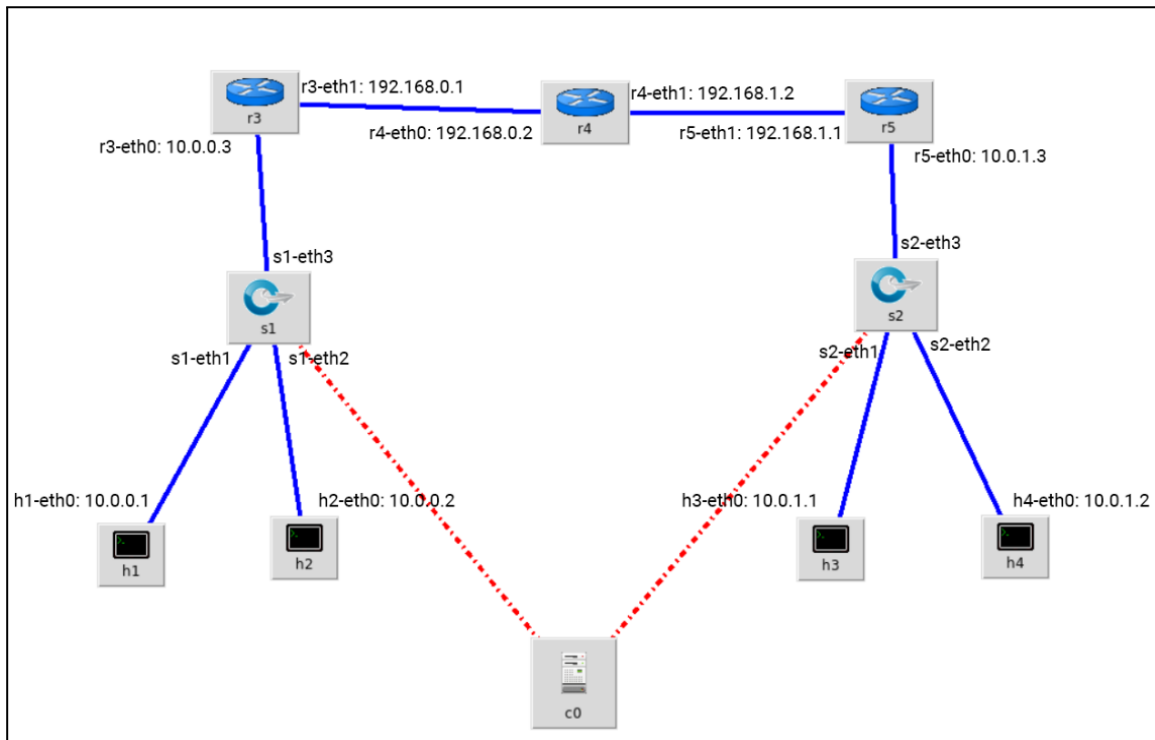 r3-eth1: 192.168.0.1
r4-eth1: 192.168.1.2
r3
r4
r5
r4-eth0: 192.168.0.2
r5-eth1: 192.168.1.1
r3-eth0: 10.0.0.3
r5-eth0: 10.0.1.3
s1-eth3
s2-eth3
s1
s2
s1-eth1
s1-eth2
s2-eth1
s2-eth2
h1-eth0: 10.0.0.1
h2-eth0: 10.0.0.2
h3-eth0: 10.0.1.1
h4-eth0: 10.0.1.2
h1
h2
h3
h4
c0